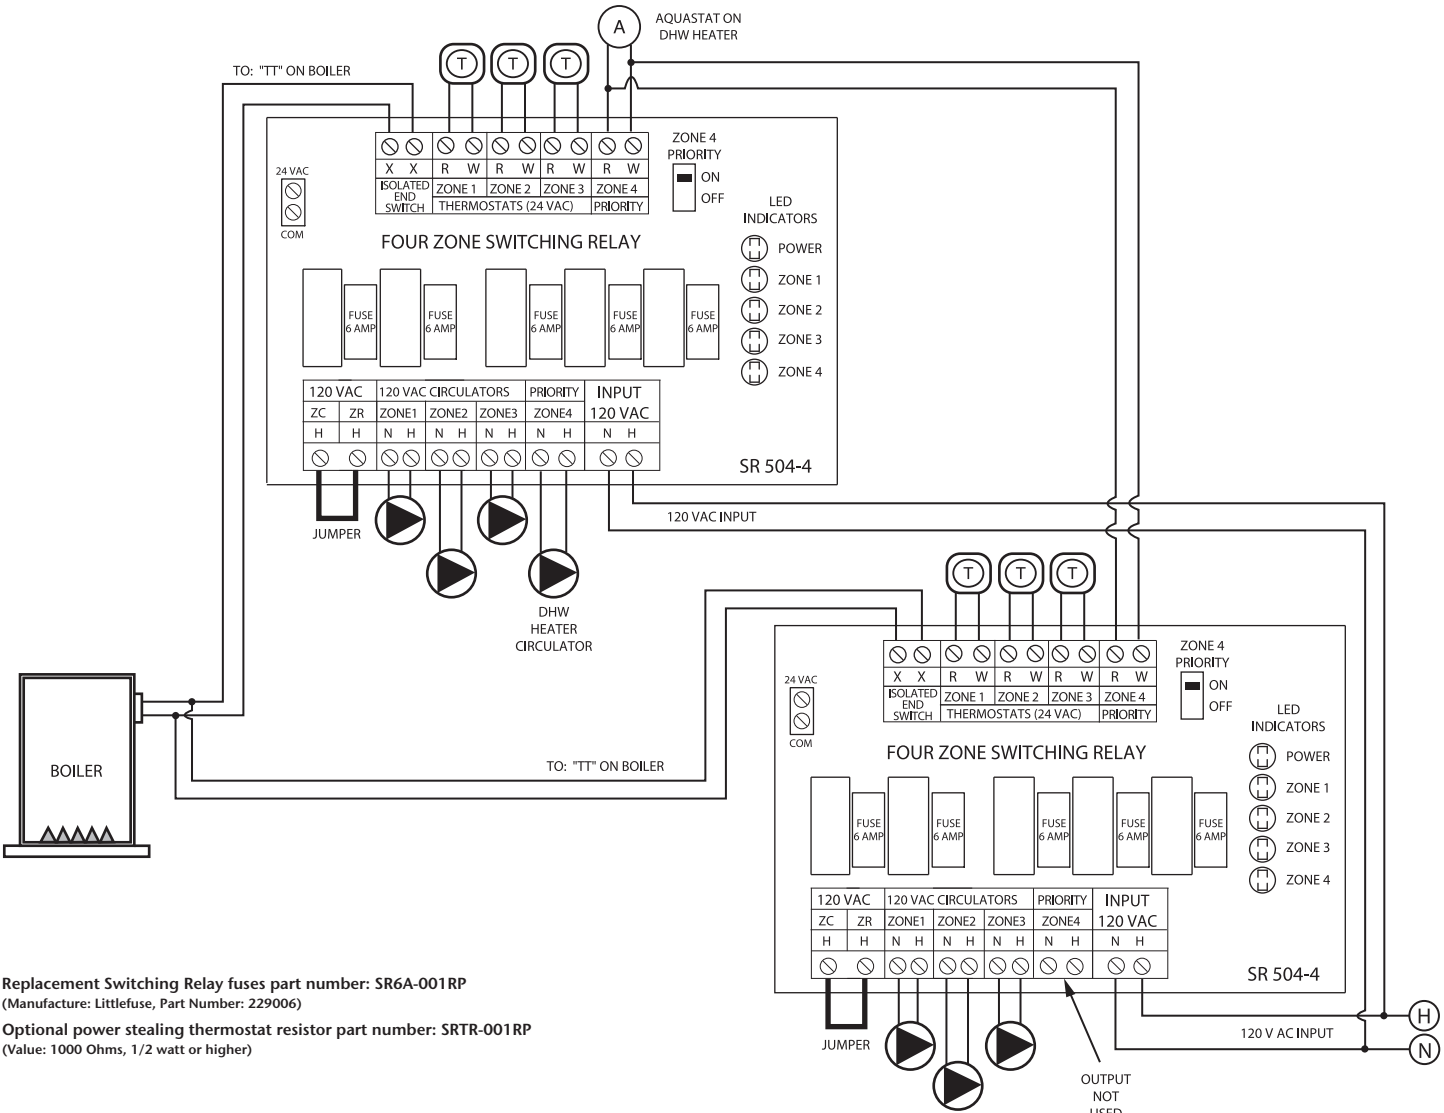 A
AQUASTAT ON
DHW HEATER
TO: "TT" ON BOILER
T T T
ZONE 4
PRIORITY
ON
OFF
24 VAC
COM
X X R W R W R W R W
ISOLATED
END
SWITCH
ZONE 1 ZONE 2 ZONE 3 ZONE 4
THERMOSTATS (24 VAC) PRIORITY
LED
INDICATORS
POWER
ZONE 1
ZONE 2
ZONE 3
ZONE 4
FOUR ZONE SWITCHING RELAY
FUSE
6 AMP
FUSE
6 AMP
FUSE
6 AMP
FUSE
6 AMP
FUSE
6 AMP
120 VAC 120 VAC CIRCULATORS PRIORITY INPUT
ZC ZR ZONE1 ZONE2 ZONE3 ZONE4 120 VAC
H H N H N H N H N H N H
SR 504-4
JUMPER
120 VAC INPUT
DHW
HEATER
CIRCULATOR
T T T
ZONE 4
PRIORITY
ON
OFF
24 VAC
COM
X X R W R W R W R W
ISOLATED
END
SWITCH
ZONE 1 ZONE 2 ZONE 3 ZONE 4
THERMOSTATS (24 VAC) PRIORITY
LED
INDICATORS
POWER
ZONE 1
ZONE 2
ZONE 3
ZONE 4
FOUR ZONE SWITCHING RELAY
BOILER
TO: "TT" ON BOILER
FUSE
6 AMP
FUSE
6 AMP
FUSE
6 AMP
FUSE
6 AMP
FUSE
6 AMP
120 VAC 120 VAC CIRCULATORS PRIORITY INPUT
ZC ZR ZONE1 ZONE2 ZONE3 ZONE4 120 VAC
H H N H N H N H N H N H
SR 504-4
JUMPER
120 V AC INPUT
H
N
OUTPUT
NOT
USED
Replacement Switching Relay fuses part number: SR6A-001RP
(Manufacture: Littlefuse, Part Number: 229006)
Optional power stealing thermostat resistor part number: SRTR-001RP
(Value: 1000 Ohms, 1/2 watt or higher)